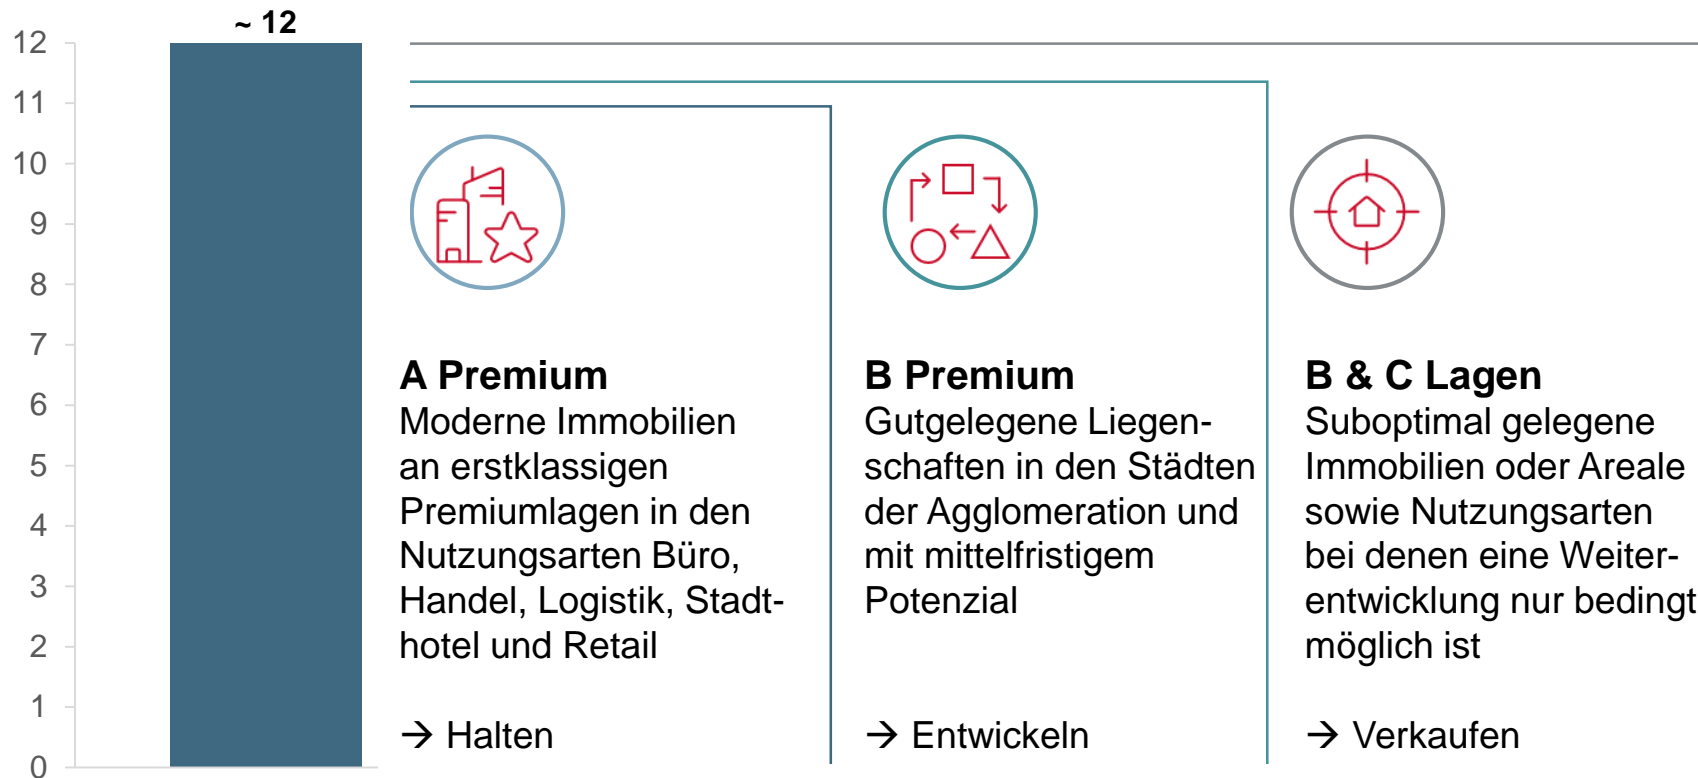 ~ 12
12
11
10
9
8
7
6
5
4
3
2
1
0
A Premium
Moderne Immobilien
an erstklassigen
Premiumlagen in den
Nutzungsarten Büro,
Handel, Logistik, Stadt-
hotel und Retail
→ Halten
B Premium
Gutgelegene Liegen-
schaften in den Städten
der Agglomeration und
mit mittelfristigem
Potenzial
→ Entwickeln
B & C Lagen
Suboptimal gelegene
Immobilien oder Areale
sowie Nutzungsarten
bei denen eine Weiter-
entwicklung nur bedingt
möglich ist
→ Verkaufen